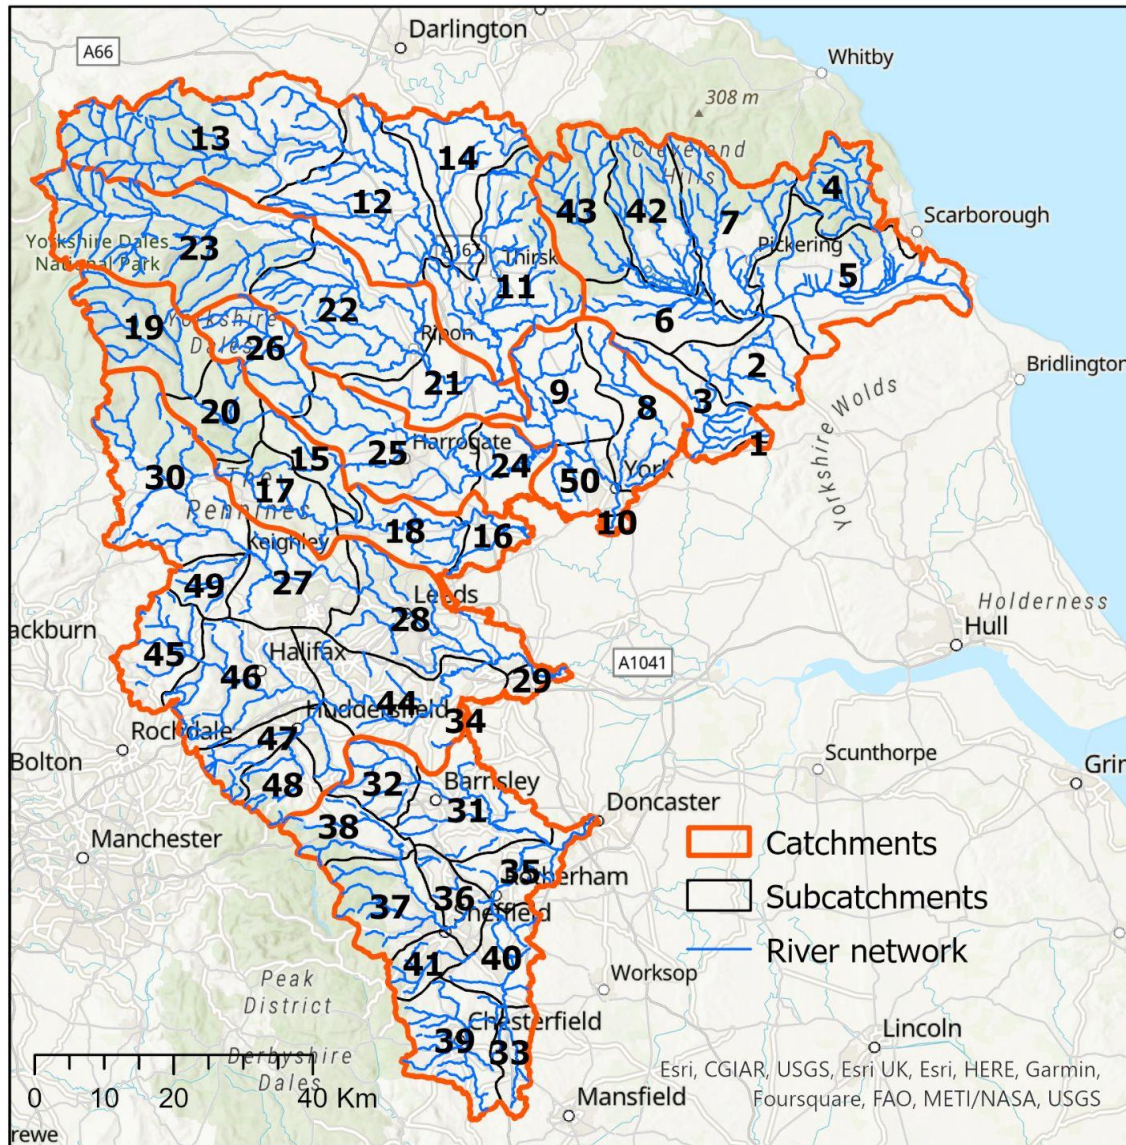 Darlington
A66
Whitby
308 m
13
14
Cleveland
Hills
4
12
43
42
7
Scarborough
Yorkshire Dales
National Park
23
167
Thirsk
Pickering
5
11
19
22
6
Yorkshire
Dales
26
Ripon
2
Bridlington
21
9
3
20
8
Harrogate
1
Yorkshire Wolds
15
25
24
30
The
Pennines
17
50
York
18
16
10
Keighley
49
27
Leeds
28
Holderness
ackburn
Hull
45
Halifax
A1041
46
29
44
Huddersfield
34
Rochdale
47
Bolton
Scunthorpe
48
32
Barnsley
Grin
31
Doncaster
38
Manchester
Catchments
35
Rotherham
36
37
Subcatchments
Sheffield
River network
41
40
Peak
District
Worksop
Chesterfield
39
33
Lincoln
Derbyshire
Dales
0
20
40 Km
Esri, CGIAR, USGS, Esri UK, Esri, HERE, Garmin,
Foursquare, FAO, METI/NASA, USGS
Mansfield
rewe